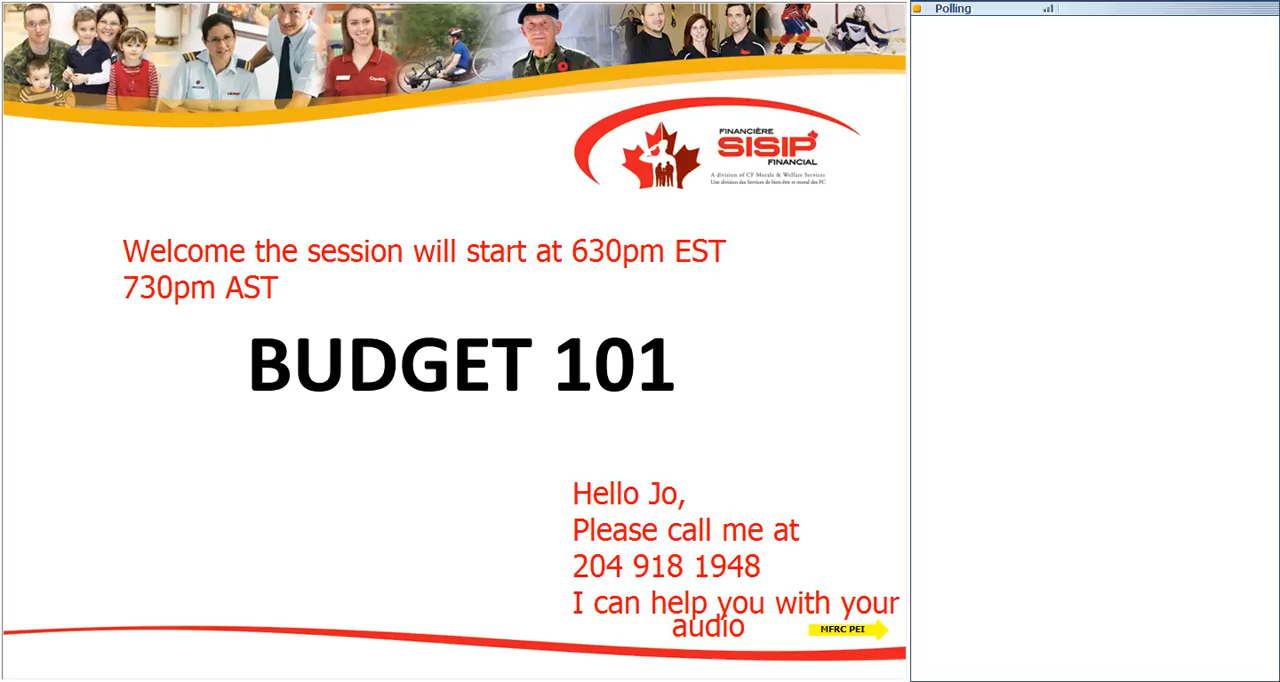 Polling
FINANCIÈRE
SISIP
FINANCIAL
A division of CF Morale & Welfare Services
Une division des Services de bien-être et moral des FC
Welcome the session will start at 630pm EST
730pm AST
BUDGET 101
Hello Jo,
Please call me at
204 918 1948
I can help you with your
audio
MFRC PEI